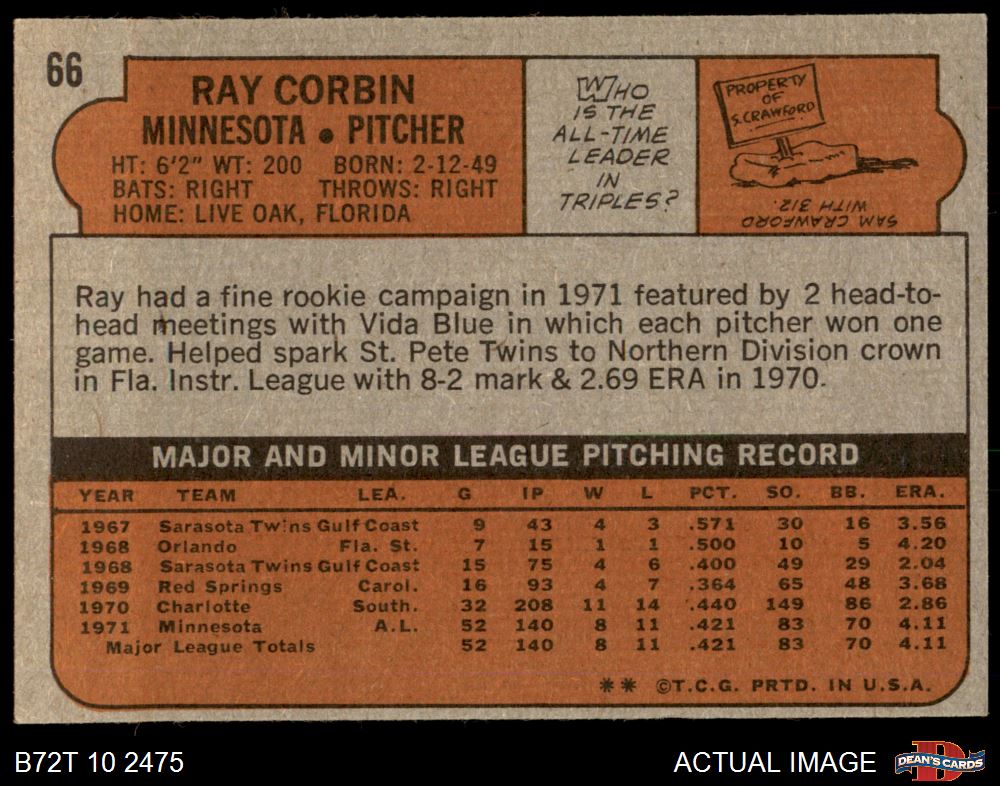 66
RAY CORBIN
MINNESOTA • PITCHER
HT: 6'2" WT: 200 BORN: 2-12-49
BATS: RIGHT THROWS: RIGHT
HOME: LIVE OAK, FLORIDA
WHO
IS THE
ALL-TIME
LEADER
IN
TRIPLES?
PROPERTY
OF
S. CRAWFORD
SAM CRAWFORD
WITH 312.
Ray had a fine rookie campaign in 1971 featured by 2 head-to-
head meetings with Vida Blue in which each pitcher won one
game. Helped spark St. Pete Twins to Northern Division crown
in Fla. Instr. League with 8-2 mark & 2.69 ERA in 1970.
MAJOR AND MINOR LEAGUE PITCHING RECORD
YEAR TEAM LEA. G IP W L PCT. SO. BB. ERA.
1967 Sarasota Twins Gulf Coast 9 43 4 3 .571 30 16 3.56
1968 Orlando Fla. St. 7 15 1 1 .500 10 5 4.20
1968 Sarasota Twins Gulf Coast 15 75 4 6 .400 49 29 2.04
1969 Red Springs Carol. 16 93 4 7 .364 65 48 3.68
1970 Charlotte South. 32 208 11 14 .440 149 86 2.86
1971 Minnesota A.L. 52 140 8 11 .421 83 70 4.11
Major League Totals 52 140 8 11 .421 83 70 4.11
** ©T.C.G. PRTD. IN U.S.A.
B72T 10 2475
ACTUAL IMAGE
D
DEAN'S CARDS